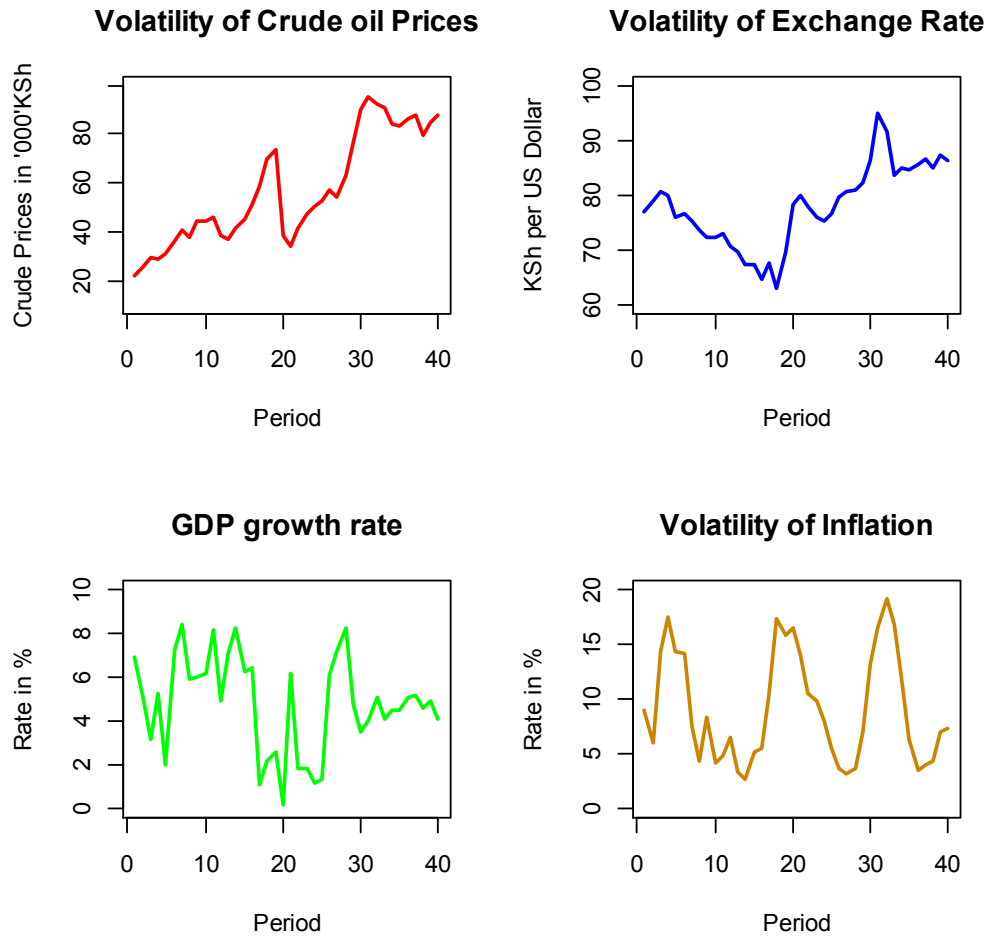 Volatility of Crude oil Prices
Crude Prices in '000'KSh
80
60
40
20
0 10 20 30 40
Period
Volatility of Exchange Rate
KSh per US Dollar
100
90
80
70
60
0 10 20 30 40
Period
GDP growth rate
Rate in %
10
8
6
4
2
0
0 10 20 30 40
Period
Volatility of Inflation
Rate in %
20
15
10
5
0
0 10 20 30 40
Period